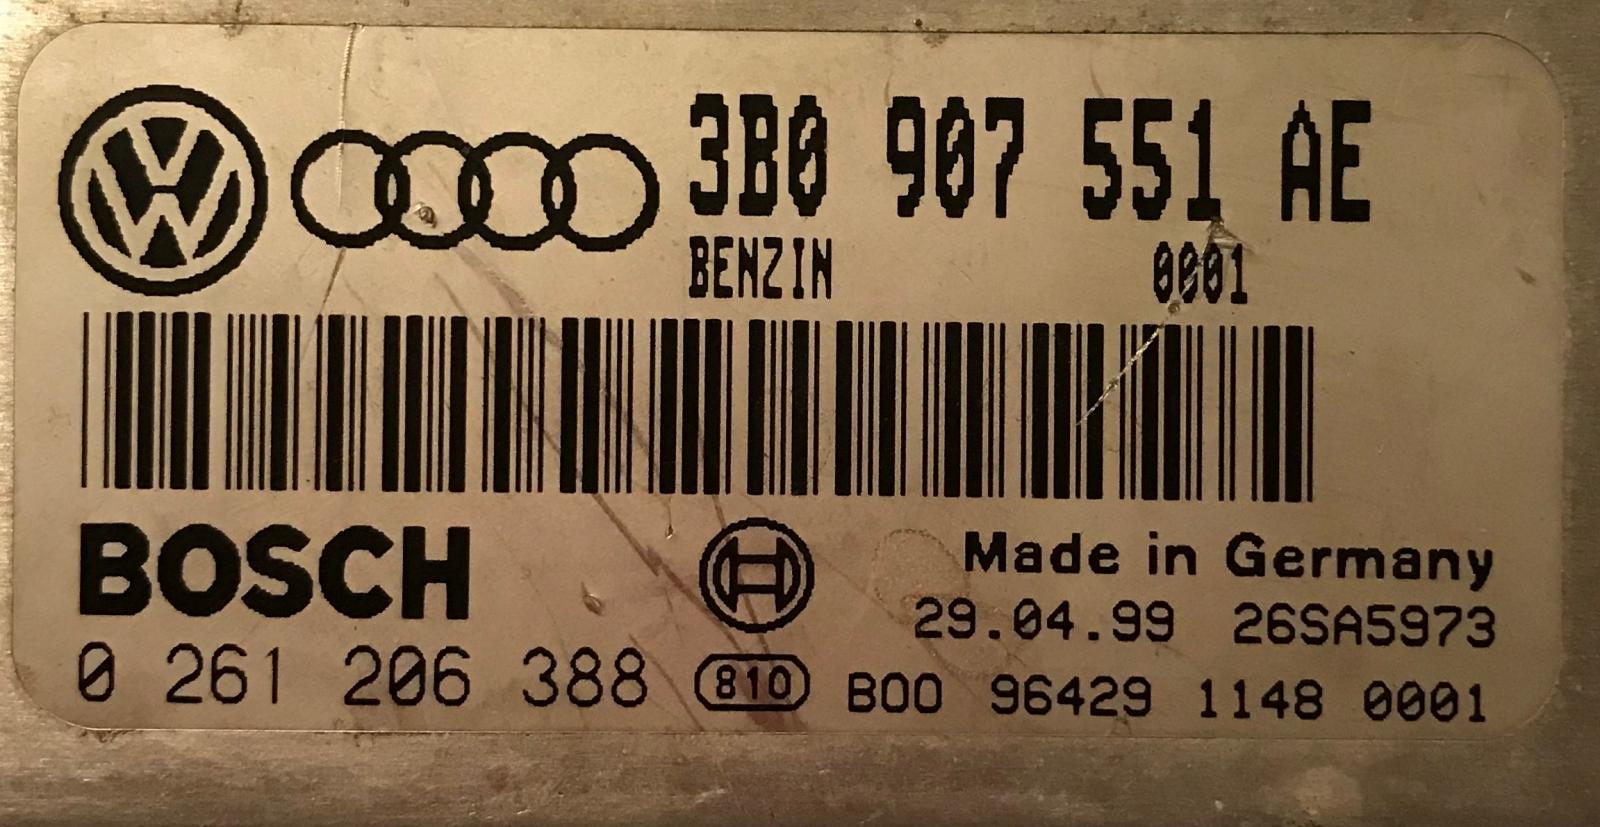 3B0 907 551 AE
BENZIN 0001
BOSCH
Made in Germany
29.04.99 26SA5973
0 261 206 388 810 B00 96429 1148 0001